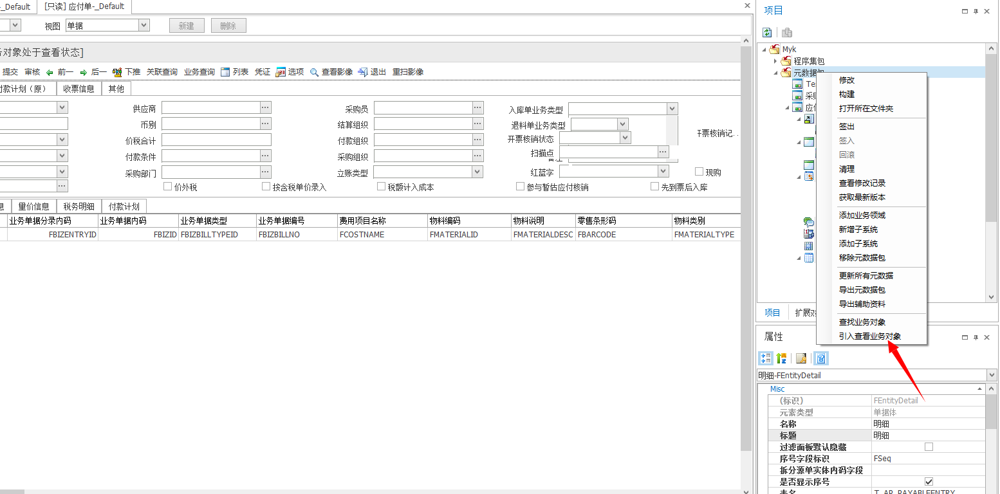 -_Default
[只读] 应付单-_Default
视图
单据
新建
删除
对象处于查看状态]
提交 审核 前一 后一 下推 关联查询 业务查询 列表 凭证 选项 查看影像 退出 重扫影像
付款计划（原） 收票信息 其他
供应商 采购员 入库单业务类型
币别 结算组织 退料单业务类型
开票核销记..
价税合计 付款组织 开票核销状态
付款条件 采购组织 扫描点
采购部门 立账类型 红蓝字 现购
价外税 按含税单价录入 税额计入成本 参与暂估应付核销 先到票后入库
息 量价信息 税务明细 付款计划
业务单据分录内码 业务单据内码 业务单据类型 业务单据编号 费用项目名称 物料编码 物料说明 零售条形码 物料类别
FBIZENTRYID FBIZID FBIZBILLTYPEID FBIZBILLNO FCOSTNAME FMATERIALID FMATERIALDESC FBARCODE FMATERIALTYPE
项目
Myk
程序集包
元数据包
Tes
采购
应付
修改
构建
打开所在文件夹
签出
签入
回滚
清理
查看修改记录
获取最新版本
添加业务领域
新增子系统
添加子系统
移除元数据包
更新所有元数据
导出元数据包
导出辅助资料
查找业务对象
引入查看业务对象
项目 扩展对
属性
明细-FEntityDetail
Misc
(标识) FEntityDetail
元素类型 单据体
名称 明细
标题 明细
过滤面板默认隐藏
序号字段标识 FSeq
拆分源单实体内码字段
是否显示序号
表名 T_AP_PAYABLEENTRY